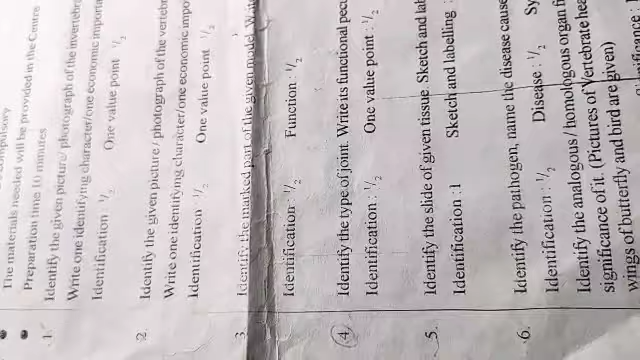 The materials needed will be provided in the Centre
Preparation time 10 minutes
1. Identify the given picture / photograph of the invertebra
Write one identifying character/one economic importa
Identification 1/2 One value point 1/2
2. Identify the given picture / photograph of the vertebr
Write one identifying character/one economic impo
Identification 1/2 One value point 1/2
3. Identify the marked part of the given model. Write
Identification : 1/2 Function : 1/2
4. Identify the type of joint. Write its functional pecu
Identification : 1/2 One value point : 1/2
5. Identify the slide of given tissue. Sketch and lab
Identification : 1 Sketch and labelling :
6. Identify the pathogen, name the disease cause
Identification : 1/2 Disease : 1/2 Sy
Identify the analogous / homologous organ f
significance of it. (Pictures of Vertebrate hea
wings of butterfly and bird are given)